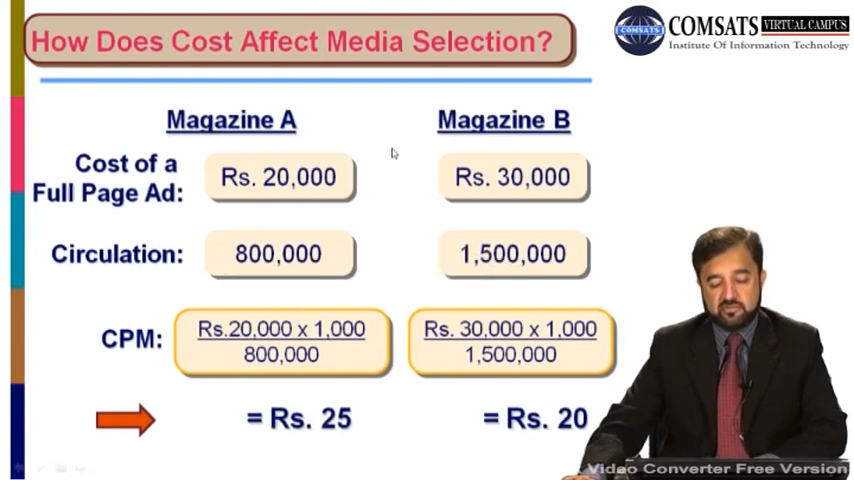 How Does Cost Affect Media Selection?
COMSATS
COMSATS VIRTUAL CAMPUS
Institute Of Information Technology
Magazine A
Magazine B
Cost of a
Full Page Ad:
Rs. 20,000
Rs. 30,000
Circulation:
800,000
1,500,000
CPM:
Rs.20,000 x 1,000
800,000
Rs. 30,000 x 1,000
1,500,000
= Rs. 25
= Rs. 20
Video Converter Free Version